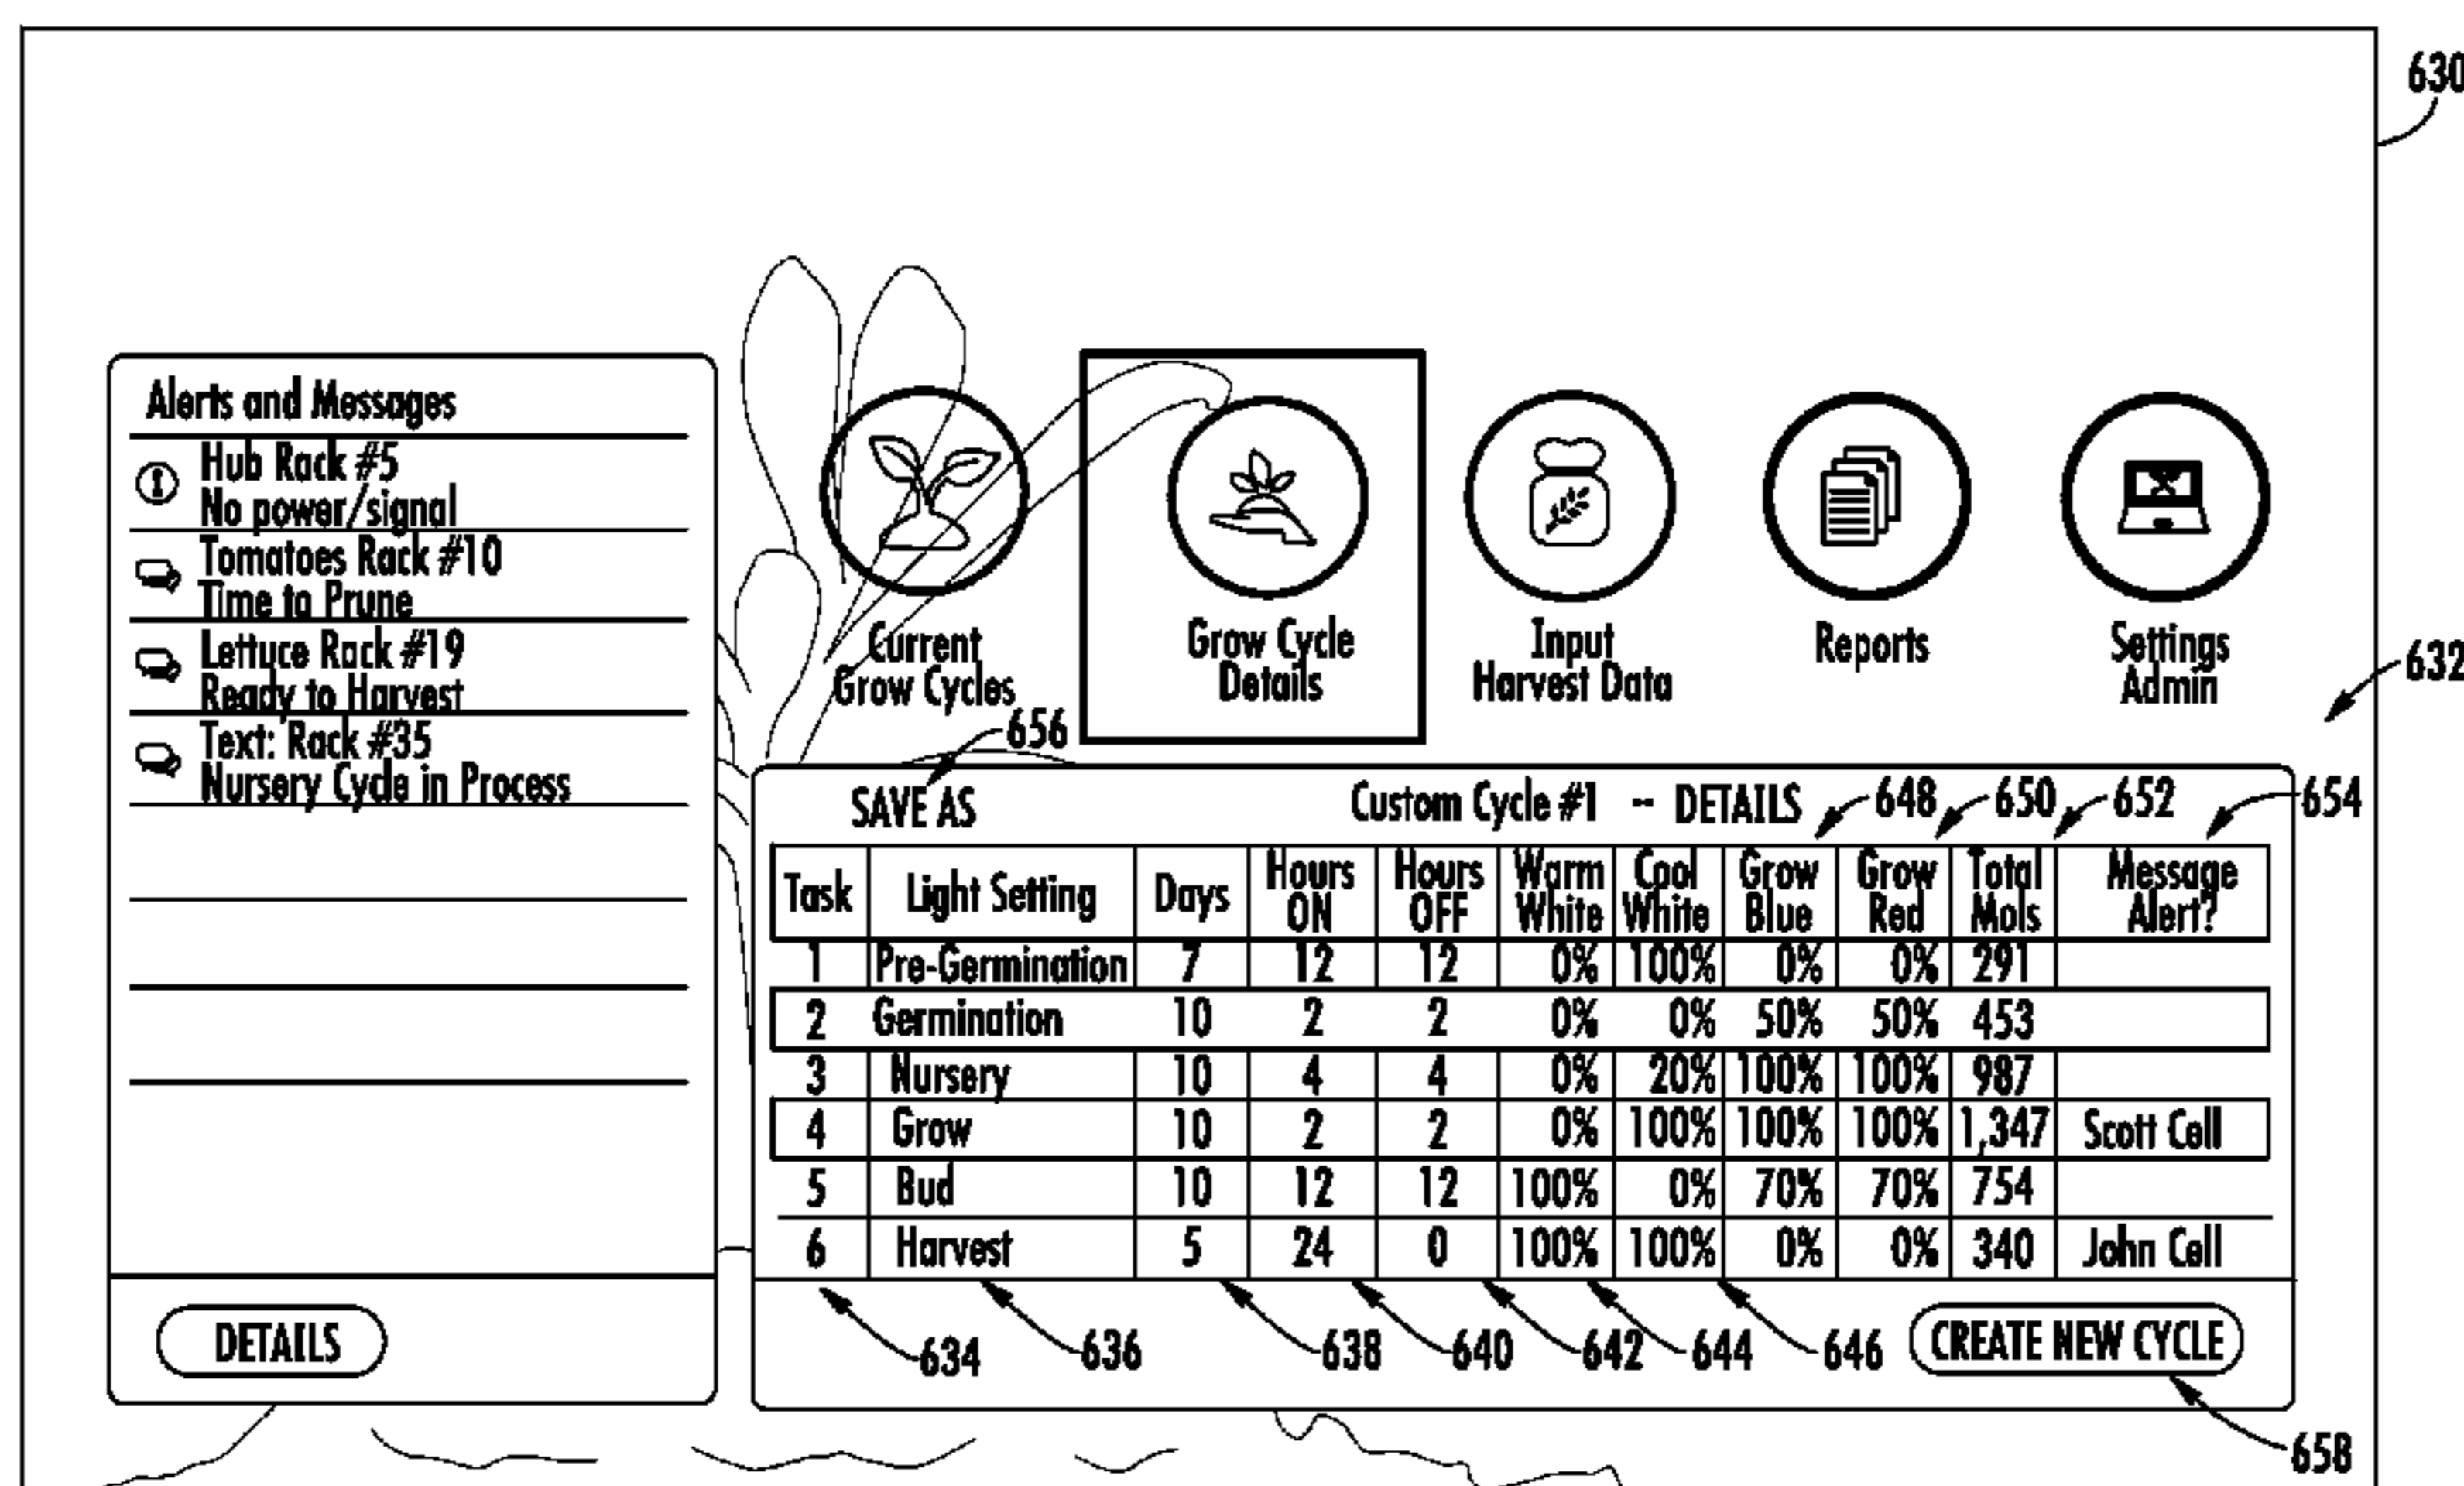 630
Alerts and Messages
Hub Rack #5
No power/signal
Tomatoes Rack #10
Time to Prune
Lettuce Rack #19
Ready to Harvest
Text: Rack #35
Nursery Cycle in Process
DETAILS
Current
Grow Cycles
Grow Cycle
Details
Input
Harvest Data
Reports
Settings
Admin
632
656
SAVE AS
Custom Cycle #1 -- DETAILS
648
650
652
654
Task Light Setting Days Hours ON Hours OFF Warm White Cool White Grow Blue Grow Red Total Mols Message Alert?
1 Pre-Germination 7 12 12 0% 100% 0% 0% 291
2 Germination 10 2 2 0% 0% 50% 50% 453
3 Nursery 10 4 4 0% 20% 100% 100% 987
4 Grow 10 2 2 0% 100% 100% 100% 1,347 Scott Cell
5 Bud 10 12 12 100% 0% 70% 70% 754
6 Harvest 5 24 0 100% 100% 0% 0% 340 John Cell
634
636
638
640
642
644
646
CREATE NEW CYCLE
658